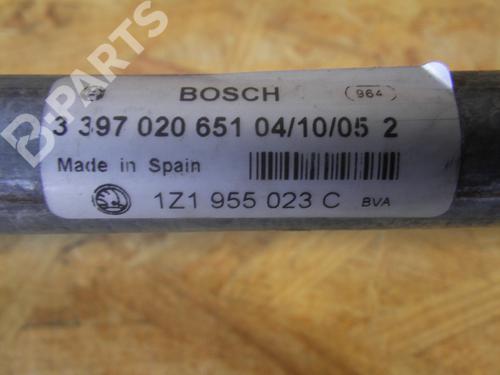 BOSCH 964
3 397 020 651 04/10/05 2
Made in Spain
1Z1 955 023 C BVA
B-PARTS